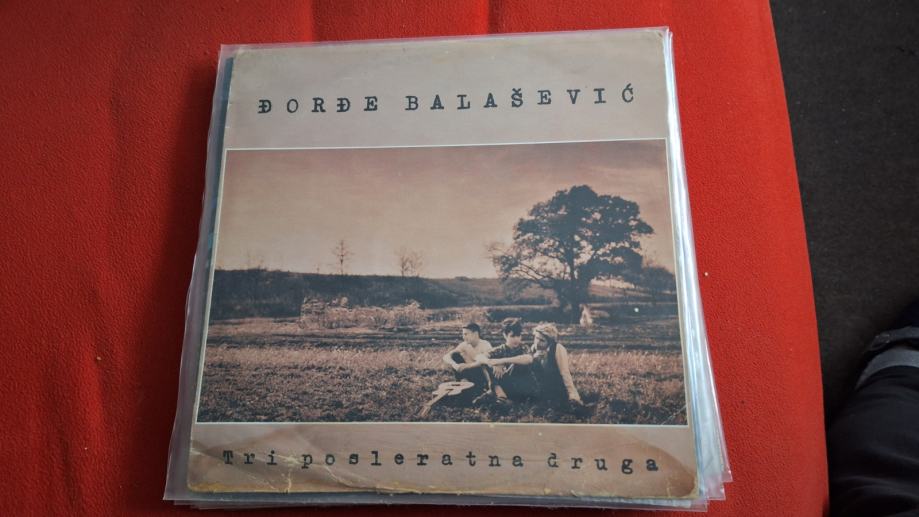 ĐORĐE BALAŠEVIĆ
Tri posleratna druga